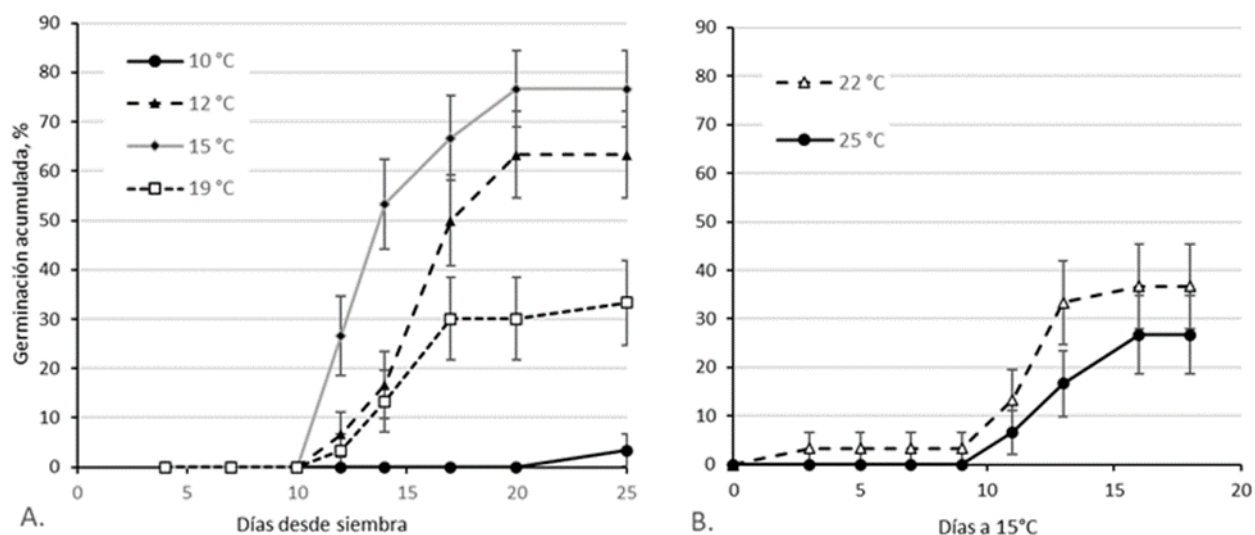 90
80
70
60
50
40
30
20
10
0
Germinación acumulada, %
10 °C
12 °C
15 °C
19 °C
0 5 10 15 20 25
Días desde siembra
A.
90
80
70
60
50
40
30
20
10
0
22 °C
25 °C
0 5 10 15 20
Días a 15°C
B.